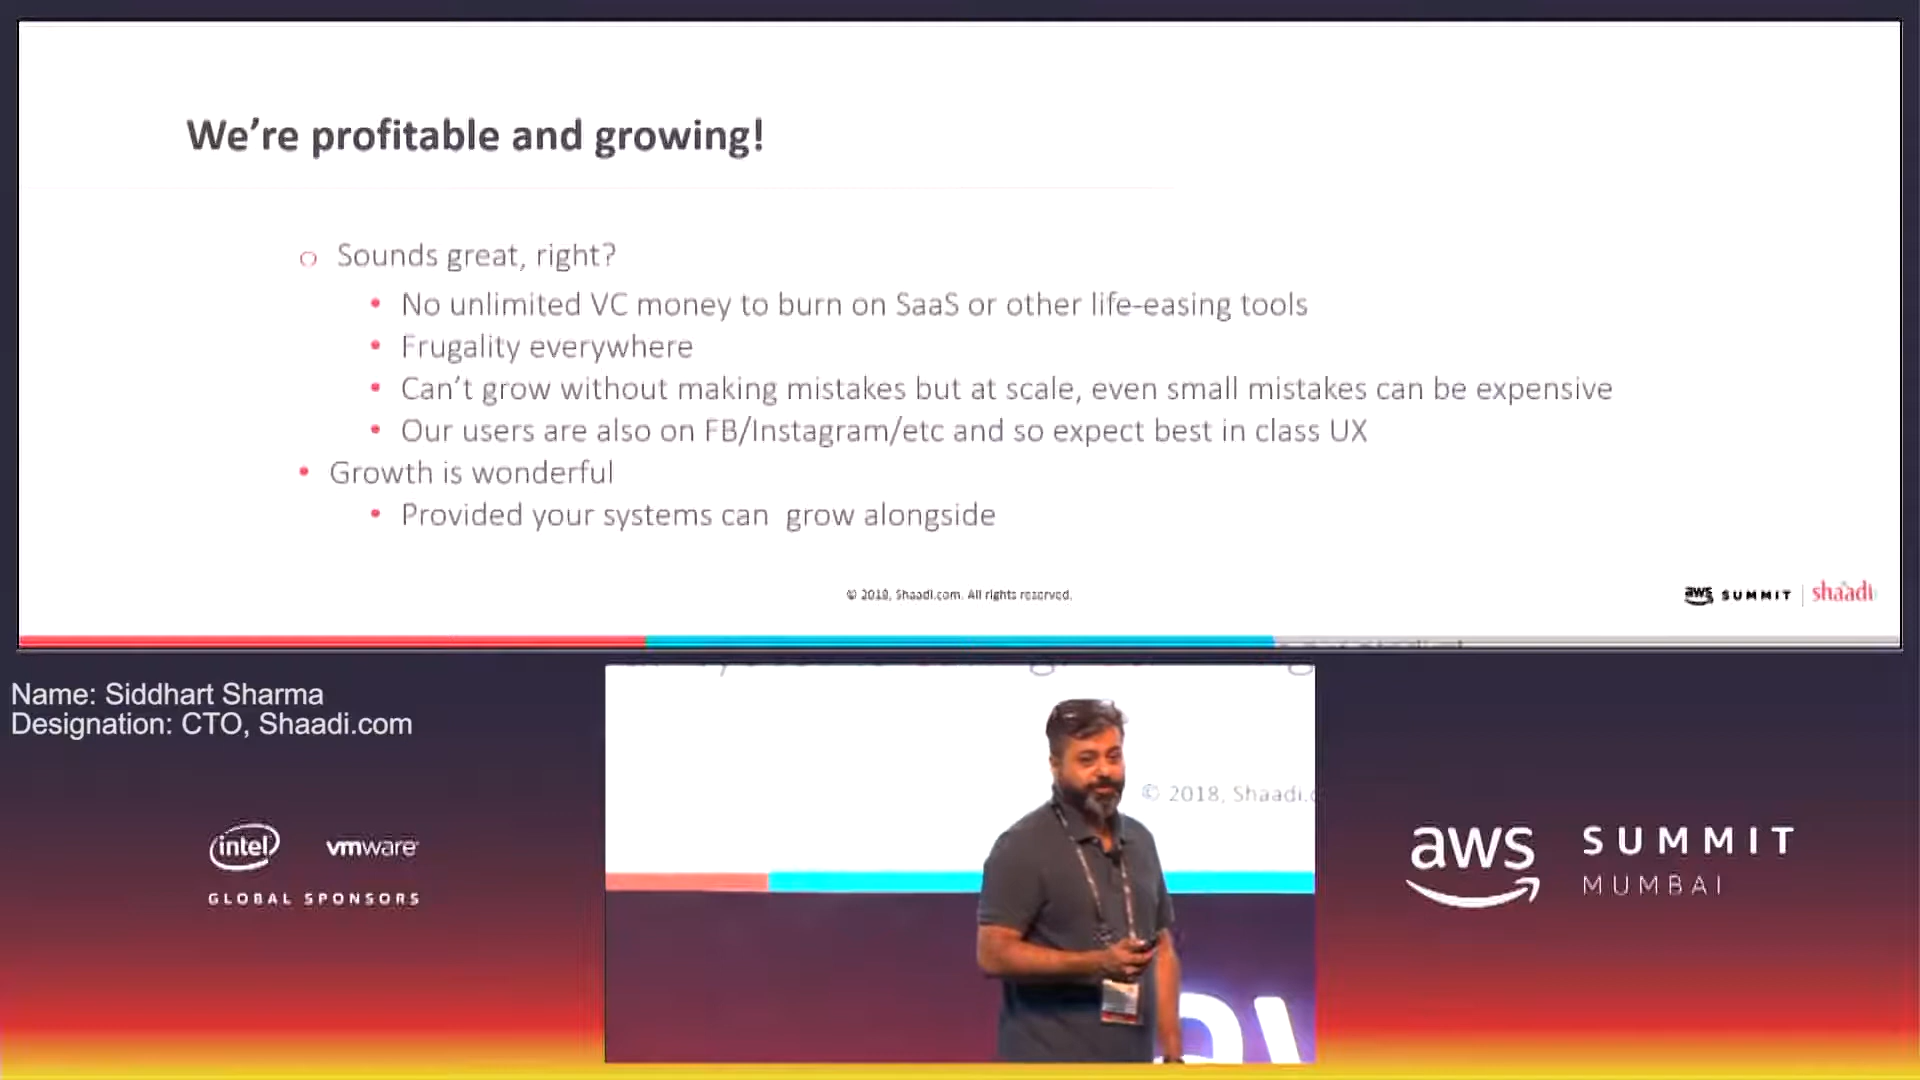 We're profitable and growing!
Sounds great, right?
No unlimited VC money to burn on SaaS or other life-easing tools
Frugality everywhere
Can't grow without making mistakes but at scale, even small mistakes can be expensive
Our users are also on FB/Instagram/etc and so expect best in class UX
Growth is wonderful
Provided your systems can grow alongside
© 2018, Shaadi.com. All rights reserved.
aws SUMMIT | shaadi
Name: Siddhart Sharma
Designation: CTO, Shaadi.com
© 2018, Shaadi.
intel vmware
GLOBAL SPONSORS
aws SUMMIT
MUMBAI